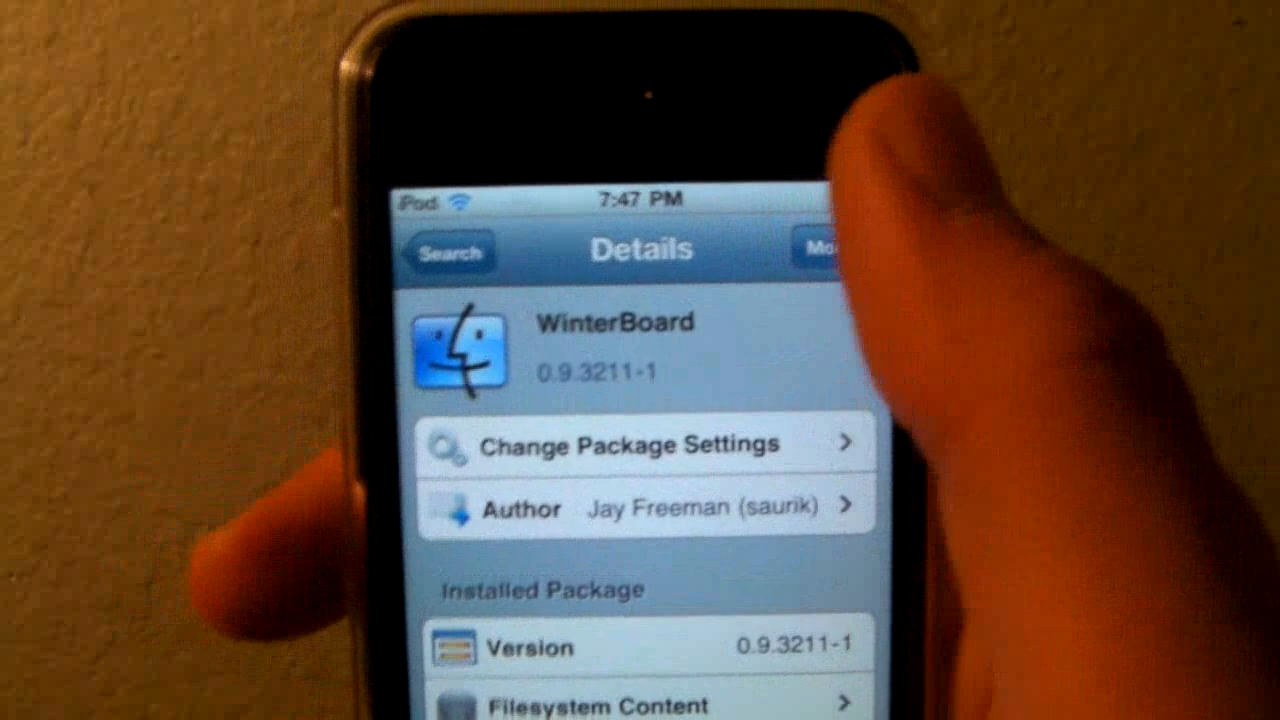 iPod 7:47 PM
Search Details
WinterBoard
0.9.3211-1
Change Package Settings
Author Jay Freeman (saurik)
Installed Package
Version 0.9.3211-1
Filesystem Content